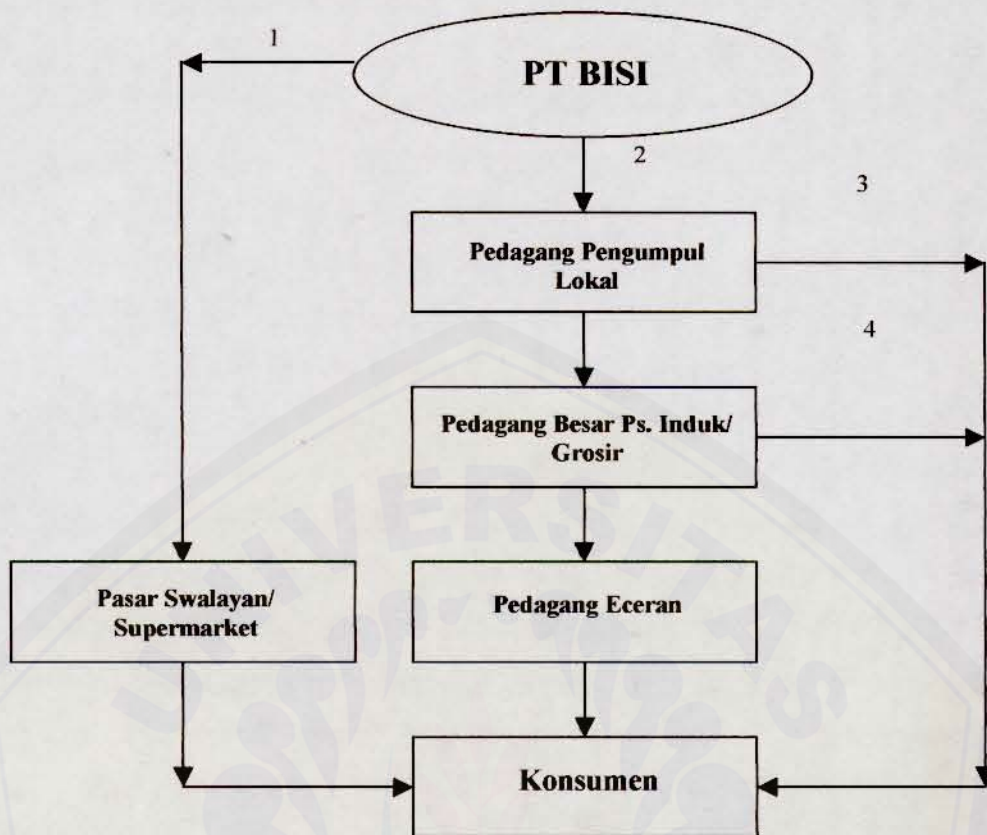 1
PT BISI
2
3
Pedagang Pengumpul
Lokal
4
Pedagang Besar Ps. Induk/
Grosir
Pasar Swalayan/
Supermarket
Pedagang Eceran
Konsumen
UNIVERSITAS